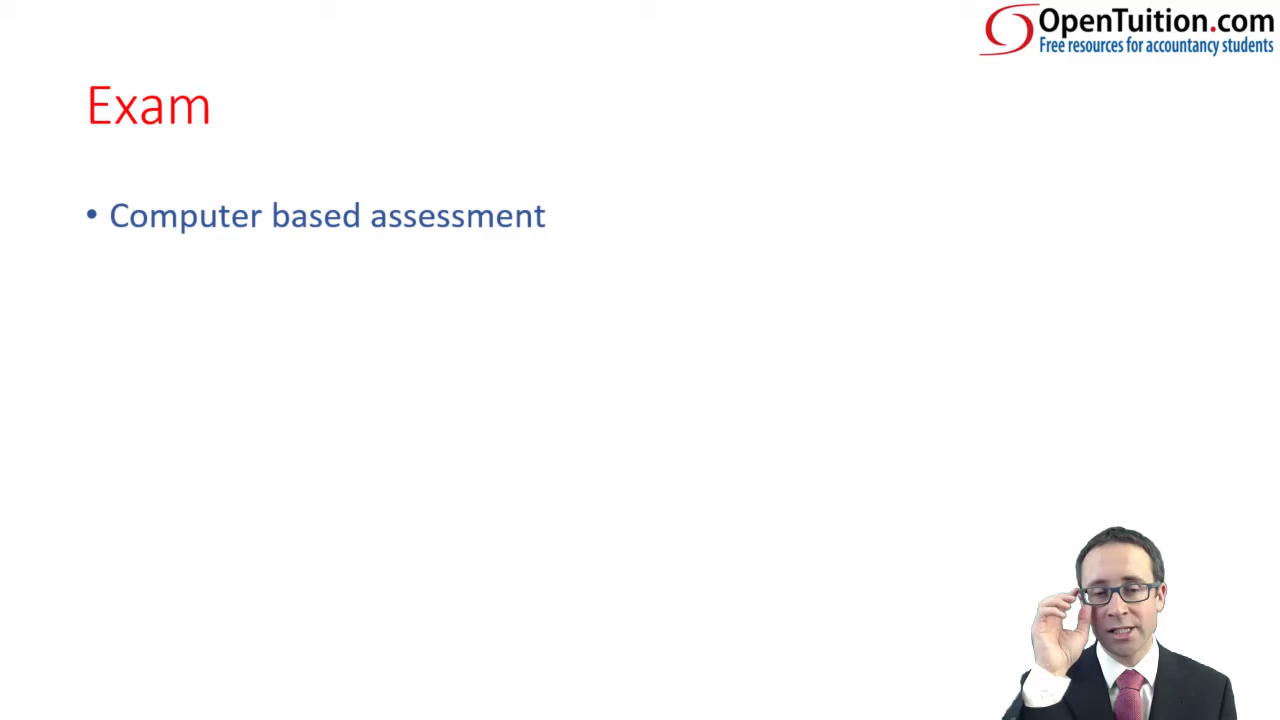 OpenTuition.com
Free resources for accountancy students
Exam
• Computer based assessment